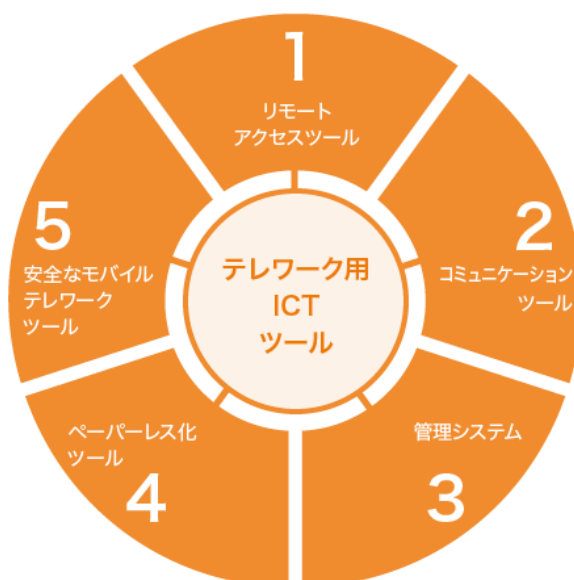 1
リモート
アクセスツール
2
コミュニケーション
ツール
3
管理システム
4
ペーパーレス化
ツール
5
安全なモバイル
テレワーク
ツール
テレワーク用
ICT
ツール